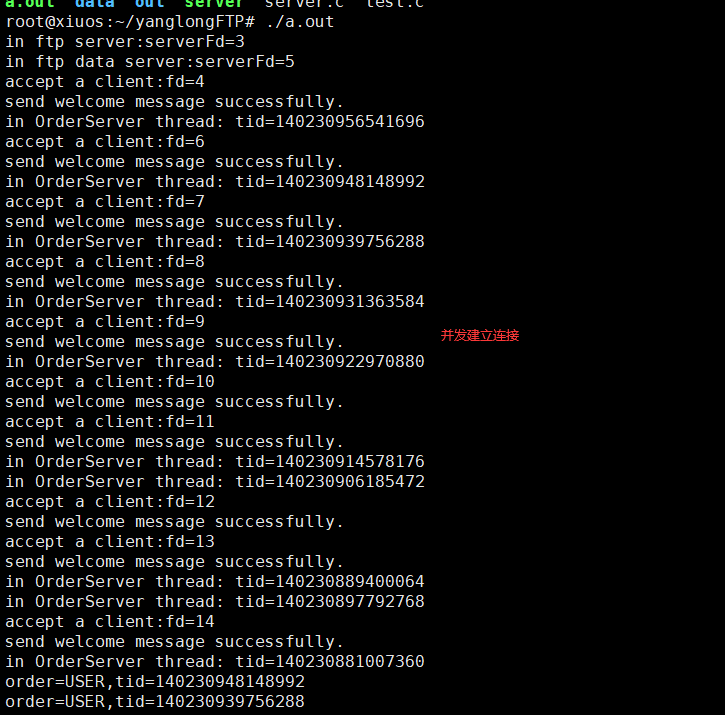 a.out data out server server.c test.c
root@xiuos:~/yanglongFTP# ./a.out
in ftp server:serverFd=3
in ftp data server:serverFd=5
accept a client:fd=4
send welcome message successfully.
in OrderServer thread: tid=140230956541696
accept a client:fd=6
send welcome message successfully.
in OrderServer thread: tid=140230948148992
accept a client:fd=7
send welcome message successfully.
in OrderServer thread: tid=140230939756288
accept a client:fd=8
send welcome message successfully.
in OrderServer thread: tid=140230931363584
accept a client:fd=9
并发建立连接
send welcome message successfully.
in OrderServer thread: tid=140230922970880
accept a client:fd=10
send welcome message successfully.
accept a client:fd=11
send welcome message successfully.
in OrderServer thread: tid=140230914578176
in OrderServer thread: tid=140230906185472
accept a client:fd=12
send welcome message successfully.
accept a client:fd=13
send welcome message successfully.
in OrderServer thread: tid=140230889400064
in OrderServer thread: tid=140230897792768
accept a client:fd=14
send welcome message successfully.
in OrderServer thread: tid=140230881007360
order=USER,tid=140230948148992
order=USER,tid=140230939756288